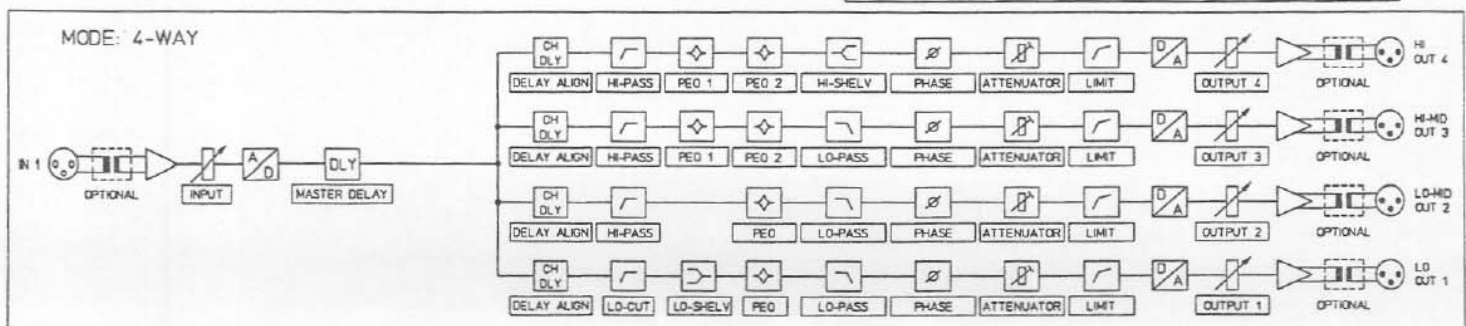 MODE: 4-WAY
CH DLY
DELAY ALIGN
HI-PASS
PEQ 1
PEQ 2
HI-SHELV
PHASE
ATTENUATOR
LIMIT
D A
OUTPUT 4
OPTIONAL
HI
OUT 4
CH DLY
DELAY ALIGN
HI-PASS
PEQ 1
PEQ 2
LO-PASS
PHASE
ATTENUATOR
LIMIT
D A
OUTPUT 3
OPTIONAL
HI-MID
OUT 3
IN 1
OPTIONAL
INPUT
A D
DLY
MASTER DELAY
CH DLY
DELAY ALIGN
HI-PASS
PEQ
LO-PASS
PHASE
ATTENUATOR
LIMIT
D A
OUTPUT 2
OPTIONAL
LO-MID
OUT 2
CH DLY
DELAY ALIGN
LO-CUT
LO-SHELV
PEQ
LO-PASS
PHASE
ATTENUATOR
LIMIT
D A
OUTPUT 1
OPTIONAL
LO
OUT 1